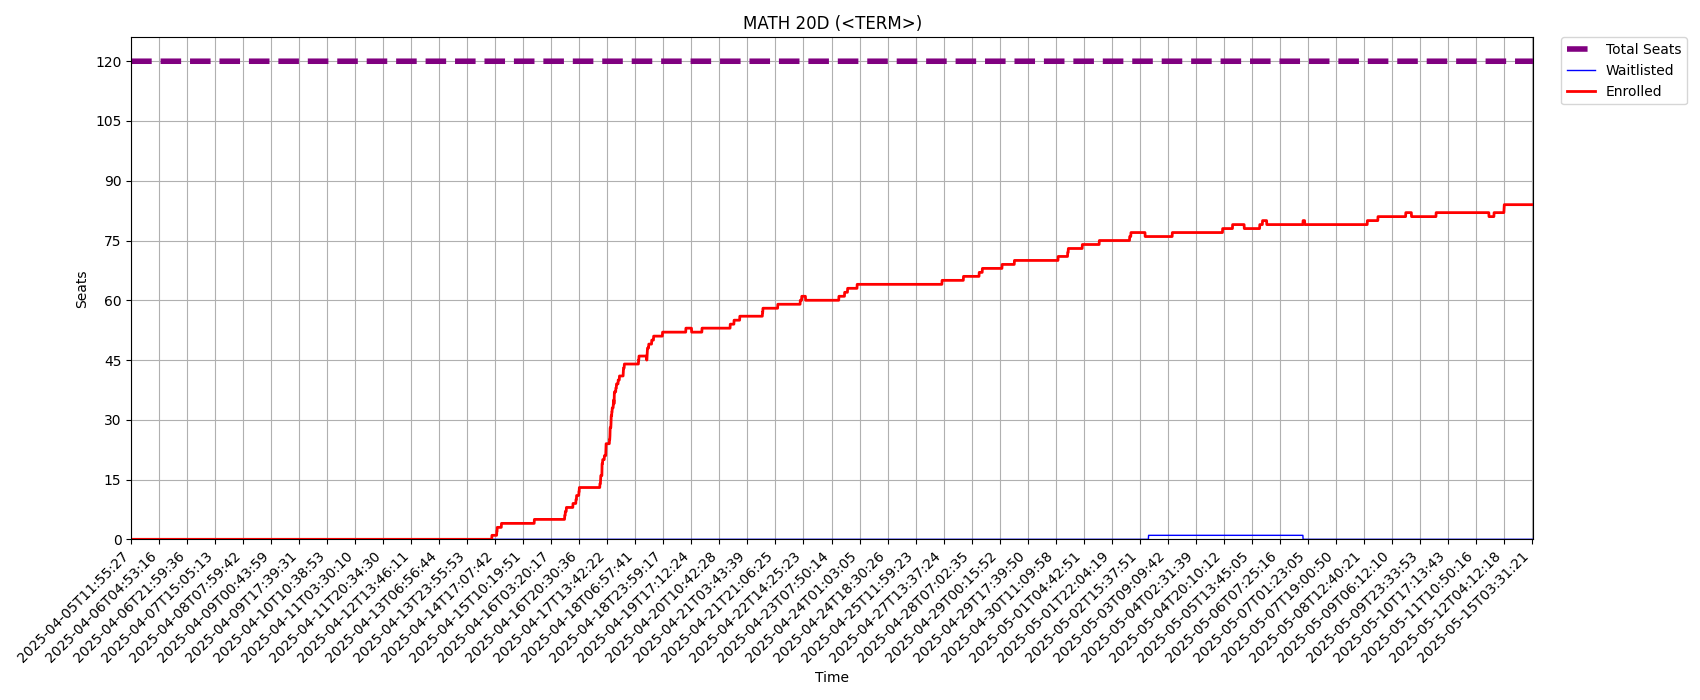 MATH 20D (<TERM>)
Total Seats
Waitlisted
Enrolled
Seats
120
105
90
75
60
45
30
15
0
2025-04-05T11:55:27
2025-04-06T04:53:16
2025-04-06T21:59:36
2025-04-07T15:05:13
2025-04-08T07:59:42
2025-04-09T00:43:59
2025-04-09T17:39:31
2025-04-10T10:38:53
2025-04-11T03:30:10
2025-04-11T20:34:30
2025-04-12T13:46:11
2025-04-13T06:56:44
2025-04-13T23:55:53
2025-04-14T17:07:42
2025-04-15T10:19:51
2025-04-16T03:20:17
2025-04-16T20:30:36
2025-04-17T13:42:22
2025-04-18T06:57:41
2025-04-18T23:59:17
2025-04-19T17:12:24
2025-04-20T10:42:28
2025-04-21T03:43:39
2025-04-21T21:06:25
2025-04-22T14:25:23
2025-04-23T07:50:14
2025-04-24T01:03:05
2025-04-24T18:30:26
2025-04-25T11:59:23
2025-04-27T13:37:24
2025-04-28T07:02:35
2025-04-29T00:15:52
2025-04-29T17:39:50
2025-04-30T11:09:58
2025-05-01T04:42:51
2025-05-01T22:04:19
2025-05-02T15:37:51
2025-05-03T09:09:42
2025-05-04T02:31:39
2025-05-04T20:10:12
2025-05-05T13:45:05
2025-05-06T07:25:16
2025-05-07T01:23:05
2025-05-07T19:00:50
2025-05-08T12:40:21
2025-05-09T06:12:10
2025-05-09T23:33:53
2025-05-10T17:13:43
2025-05-11T10:50:16
2025-05-12T04:12:18
2025-05-15T03:31:21
Time